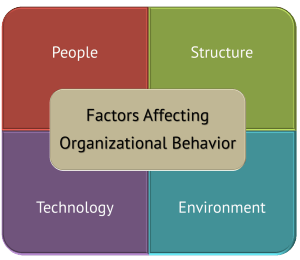 People
Structure
Factors Affecting
Organizational Behavior
Technology
Environment